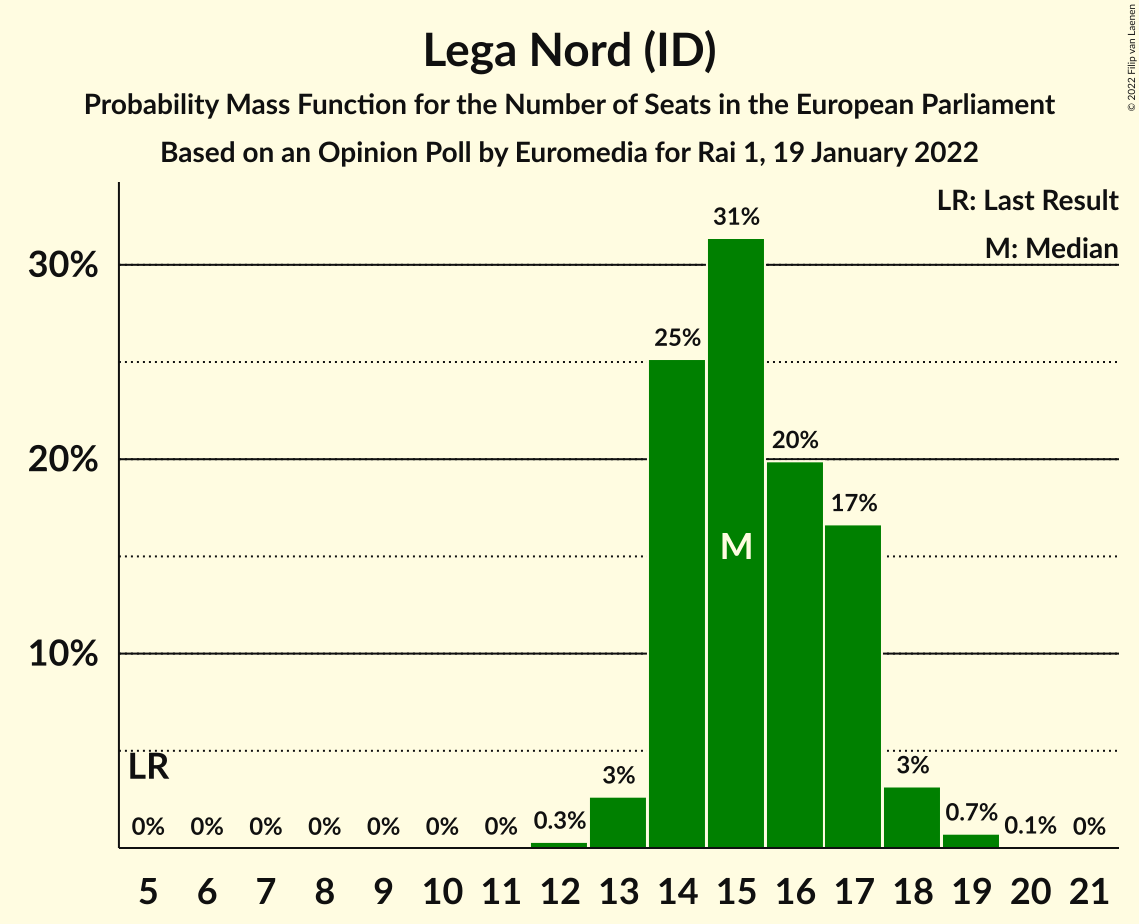 Lega Nord (ID)
Probability Mass Function for the Number of Seats in the European Parliament
Based on an Opinion Poll by Euromedia for Rai 1, 19 January 2022
© 2022 Filip van Laenen
LR: Last Result
M: Median
30%
20%
10%
31%
25%
20%
17%
M
LR
0%
0%
0%
0%
0%
0%
0%
0.3%
3%
3%
0.7%
0.1%
0%
5 6 7 8 9 10 11 12 13 14 15 16 17 18 19 20 21